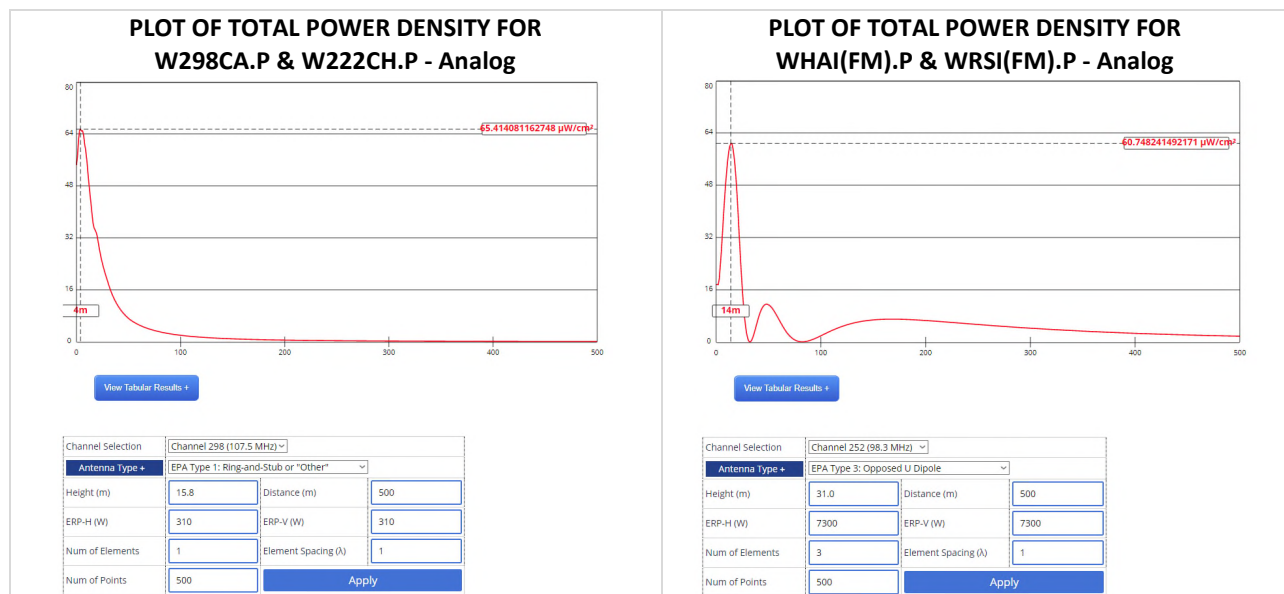 PLOT OF TOTAL POWER DENSITY FOR
W298CA.P & W222CH.P - Analog
80
65.414081162748 μW/cm²
64
48
32
16
4m
0
0 100 200 300 400 500
View Tabular Results +
Channel Selection Channel 298 (107.5 MHz)
Antenna Type + EPA Type 1: Ring-and-Stub or "Other"
Height (m) 15.8 Distance (m) 500
ERP-H (W) 310 ERP-V (W) 310
Num of Elements 1 Element Spacing (λ) 1
Num of Points 500 Apply
PLOT OF TOTAL POWER DENSITY FOR
WHAI(FM).P & WRSI(FM).P - Analog
80
64
60.748241492171 μW/cm²
48
32
16
14m
0
0 100 200 300 400 500
View Tabular Results +
Channel Selection Channel 252 (98.3 MHz)
Antenna Type + EPA Type 3: Opposed U Dipole
Height (m) 31.0 Distance (m) 500
ERP-H (W) 7300 ERP-V (W) 7300
Num of Elements 3 Element Spacing (λ) 1
Num of Points 500 Apply